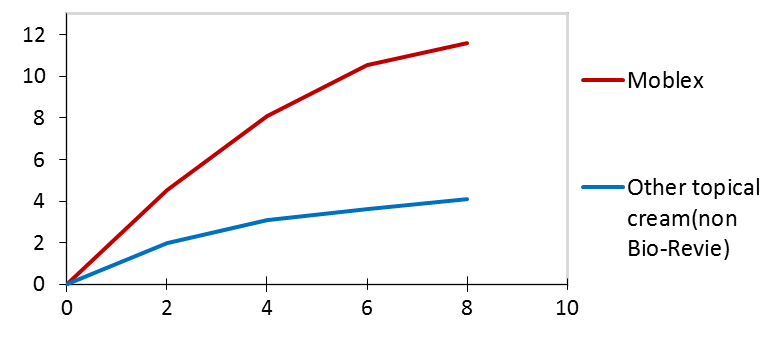 12
10
8
6
4
2
0
0 2 4 6 8 10
Moblex
Other topical
cream(non
Bio-Revie)